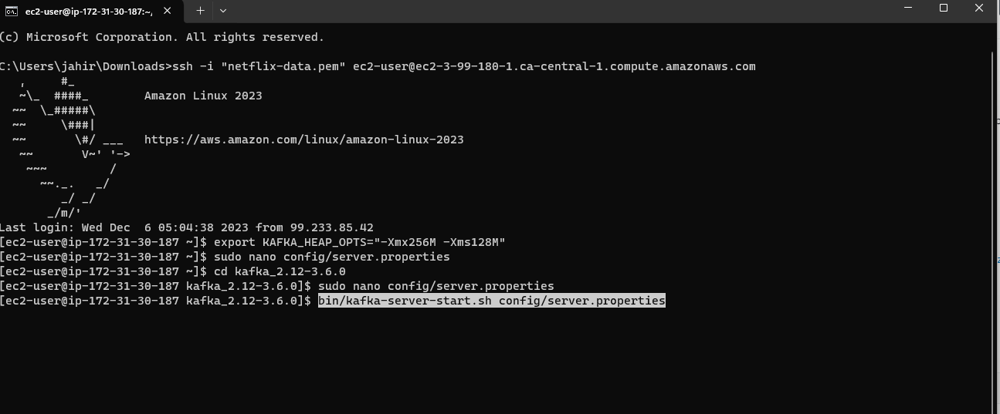 ec2-user@ip-172-31-30-187:~/
(c) Microsoft Corporation. All rights reserved.
C:\Users\jahir\Downloads>ssh -i "netflix-data.pem" ec2-user@ec2-3-99-180-1.ca-central-1.compute.amazonaws.com
   ,     #_
   ~\_  ####_        Amazon Linux 2023
  ~~  \_#####\
  ~~     \###|
  ~~       \#/ ___   https://aws.amazon.com/linux/amazon-linux-2023
   ~~       V~' '->
    ~~~         /
      ~~._.   _/
         _/ _/
       _/m/'
Last login: Wed Dec  6 05:04:38 2023 from 99.233.85.42
[ec2-user@ip-172-31-30-187 ~]$ export KAFKA_HEAP_OPTS="-Xmx256M -Xms128M"
[ec2-user@ip-172-31-30-187 ~]$ sudo nano config/server.properties
[ec2-user@ip-172-31-30-187 ~]$ cd kafka_2.12-3.6.0
[ec2-user@ip-172-31-30-187 kafka_2.12-3.6.0]$ sudo nano config/server.properties
[ec2-user@ip-172-31-30-187 kafka_2.12-3.6.0]$ bin/kafka-server-start.sh config/server.properties